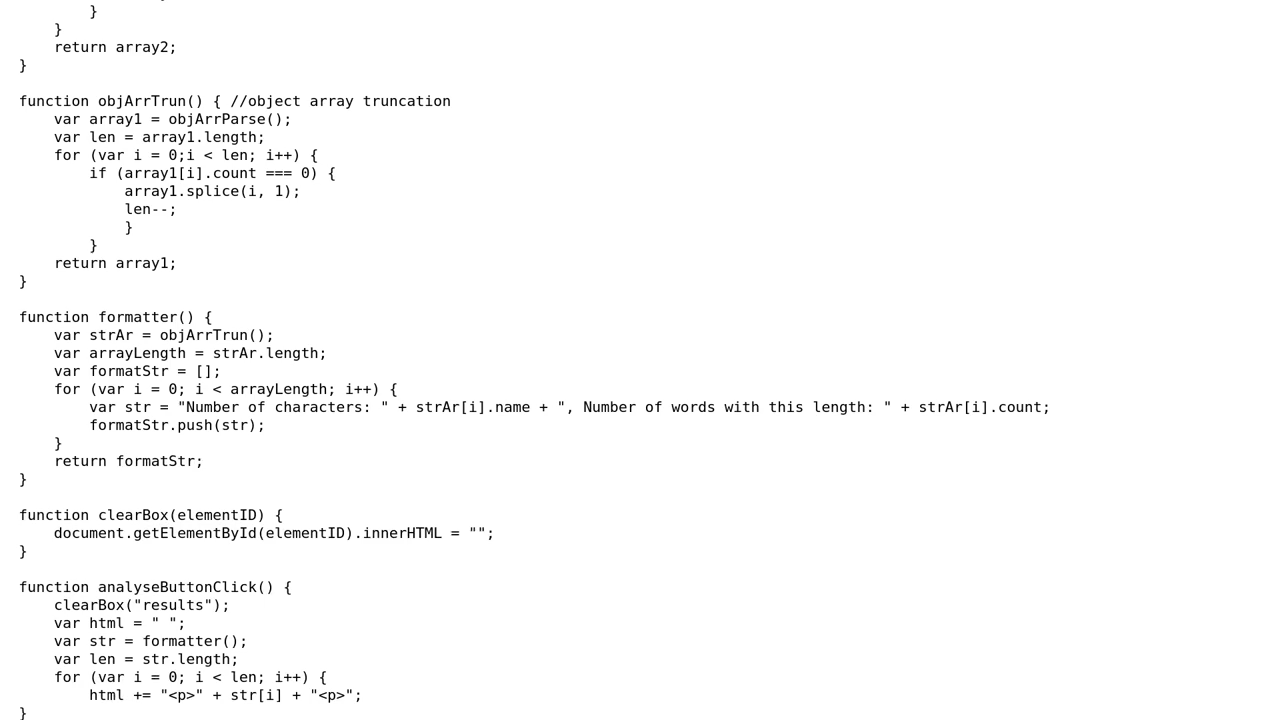 }
    }
    return array2;
}

function objArrTrun() { //object array truncation
    var array1 = objArrParse();
    var len = array1.length;
    for (var i = 0;i < len; i++) {
        if (array1[i].count === 0) {
            array1.splice(i, 1);
            len--;
            }
        }
    return array1;
}

function formatter() {
    var strAr = objArrTrun();
    var arrayLength = strAr.length;
    var formatStr = [];
    for (var i = 0; i < arrayLength; i++) {
        var str = "Number of characters: " + strAr[i].name + ", Number of words with this length: " + strAr[i].count;
        formatStr.push(str);
    }
    return formatStr;
}

function clearBox(elementID) {
    document.getElementById(elementID).innerHTML = "";
}

function analyseButtonClick() {
    clearBox("results");
    var html = " ";
    var str = formatter();
    var len = str.length;
    for (var i = 0; i < len; i++) {
        html += "<p>" + str[i] + "<p>";
}